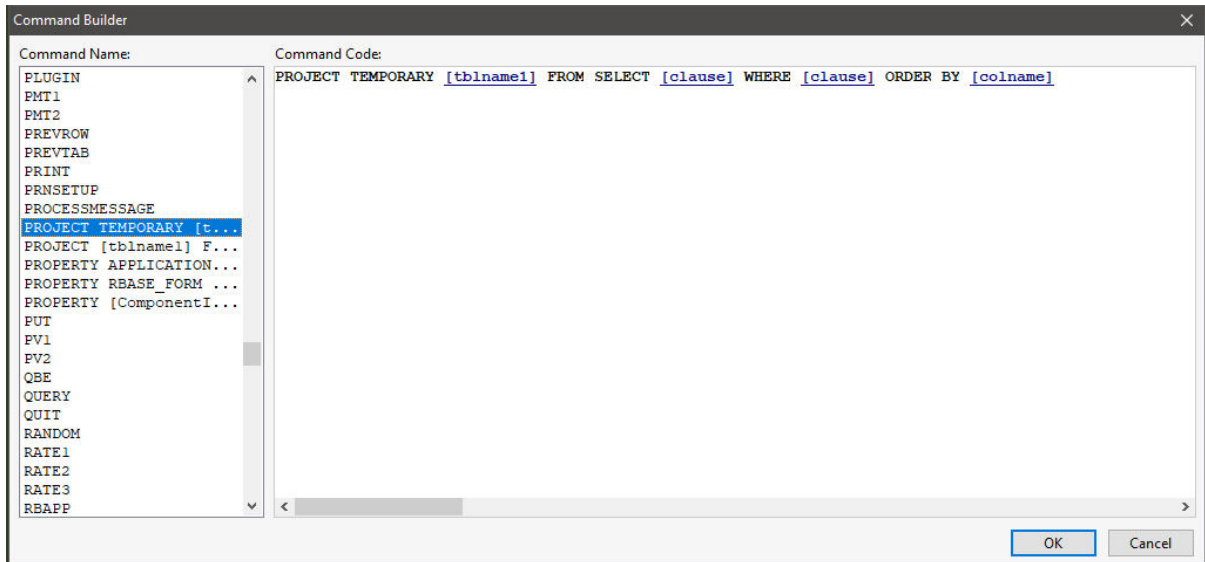 Command Builder
Command Name:
Command Code:
PLUGIN
PMT1
PMT2
PREVROW
PREVTAB
PRINT
PRNSETUP
PROCESSMESSAGE
PROJECT TEMPORARY [t...
PROJECT [tblname1] F...
PROPERTY APPLICATION...
PROPERTY RBASE_FORM ...
PROPERTY [ComponentI...
PUT
PV1
PV2
QBE
QUERY
QUIT
RANDOM
RATE1
RATE2
RATE3
RBAPP
PROJECT TEMPORARY [tblname1] FROM SELECT [clause] WHERE [clause] ORDER BY [colname]
OK
Cancel